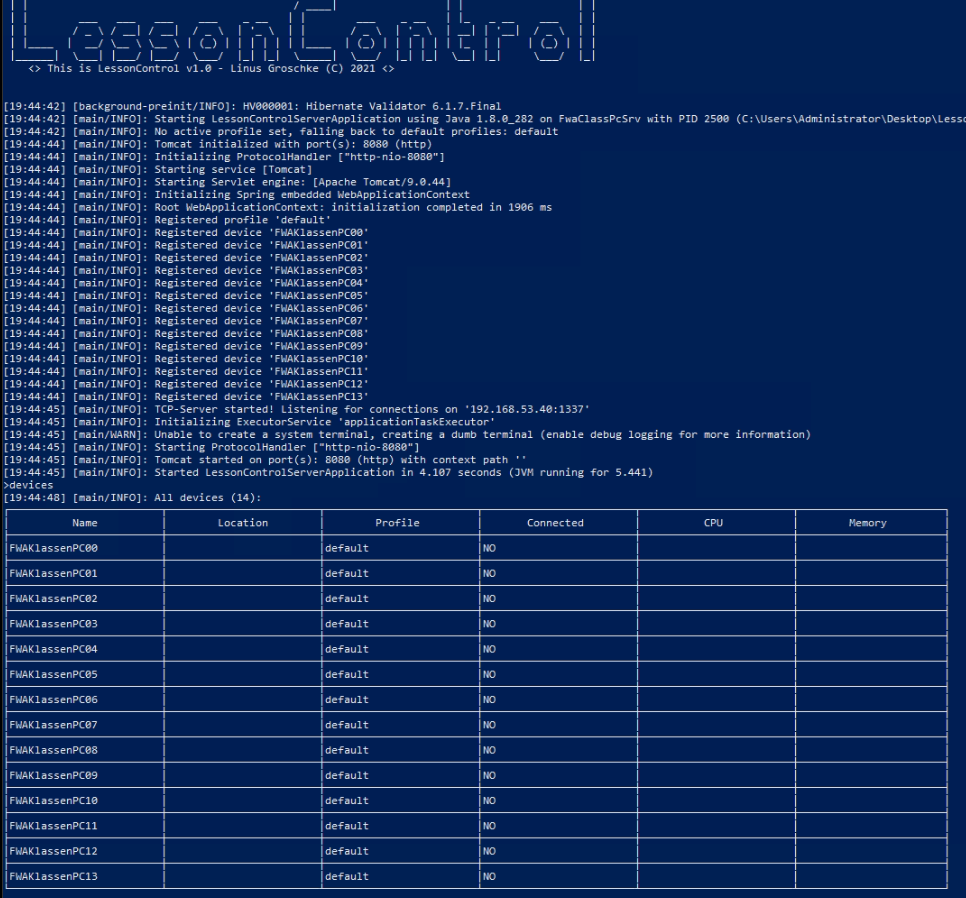 LessonControl
<> This is LessonControl v1.0 - Linus Groschke (C) 2021 <>
[19:44:42] [background-preinit/INFO]: HV000001: Hibernate Validator 6.1.7.Final
[19:44:42] [main/INFO]: Starting LessonControlServerApplication using Java 1.8.0_282 on FwaClassPcSrv with PID 2500 (C:\Users\Administrator\Desktop\Lesso
[19:44:42] [main/INFO]: No active profile set, falling back to default profiles: default
[19:44:44] [main/INFO]: Tomcat initialized with port(s): 8080 (http)
[19:44:44] [main/INFO]: Initializing ProtocolHandler ["http-nio-8080"]
[19:44:44] [main/INFO]: Starting service [Tomcat]
[19:44:44] [main/INFO]: Starting Servlet engine: [Apache Tomcat/9.0.44]
[19:44:44] [main/INFO]: Initializing Spring embedded WebApplicationContext
[19:44:44] [main/INFO]: Root WebApplicationContext: initialization completed in 1906 ms
[19:44:44] [main/INFO]: Registered profile 'default'
[19:44:44] [main/INFO]: Registered device 'FWAKlassenPC00'
[19:44:44] [main/INFO]: Registered device 'FWAKlassenPC01'
[19:44:44] [main/INFO]: Registered device 'FWAKlassenPC02'
[19:44:44] [main/INFO]: Registered device 'FWAKlassenPC03'
[19:44:44] [main/INFO]: Registered device 'FWAKlassenPC04'
[19:44:44] [main/INFO]: Registered device 'FWAKlassenPC05'
[19:44:44] [main/INFO]: Registered device 'FWAKlassenPC06'
[19:44:44] [main/INFO]: Registered device 'FWAKlassenPC07'
[19:44:44] [main/INFO]: Registered device 'FWAKlassenPC08'
[19:44:44] [main/INFO]: Registered device 'FWAKlassenPC09'
[19:44:44] [main/INFO]: Registered device 'FWAKlassenPC10'
[19:44:44] [main/INFO]: Registered device 'FWAKlassenPC11'
[19:44:44] [main/INFO]: Registered device 'FWAKlassenPC12'
[19:44:44] [main/INFO]: Registered device 'FWAKlassenPC13'
[19:44:45] [main/INFO]: TCP-Server started! Listening for connections on '192.168.53.40:1337'
[19:44:45] [main/INFO]: Initializing ExecutorService 'applicationTaskExecutor'
[19:44:45] [main/WARN]: Unable to create a system terminal, creating a dumb terminal (enable debug logging for more information)
[19:44:45] [main/INFO]: Starting ProtocolHandler ["http-nio-8080"]
[19:44:45] [main/INFO]: Tomcat started on port(s): 8080 (http) with context path ''
[19:44:45] [main/INFO]: Started LessonControlServerApplication in 4.107 seconds (JVM running for 5.441)
>devices
[19:44:48] [main/INFO]: All devices (14):
Name Location Profile Connected CPU Memory
FWAKlassenPC00 default NO
FWAKlassenPC01 default NO
FWAKlassenPC02 default NO
FWAKlassenPC03 default NO
FWAKlassenPC04 default NO
FWAKlassenPC05 default NO
FWAKlassenPC06 default NO
FWAKlassenPC07 default NO
FWAKlassenPC08 default NO
FWAKlassenPC09 default NO
FWAKlassenPC10 default NO
FWAKlassenPC11 default NO
FWAKlassenPC12 default NO
FWAKlassenPC13 default NO